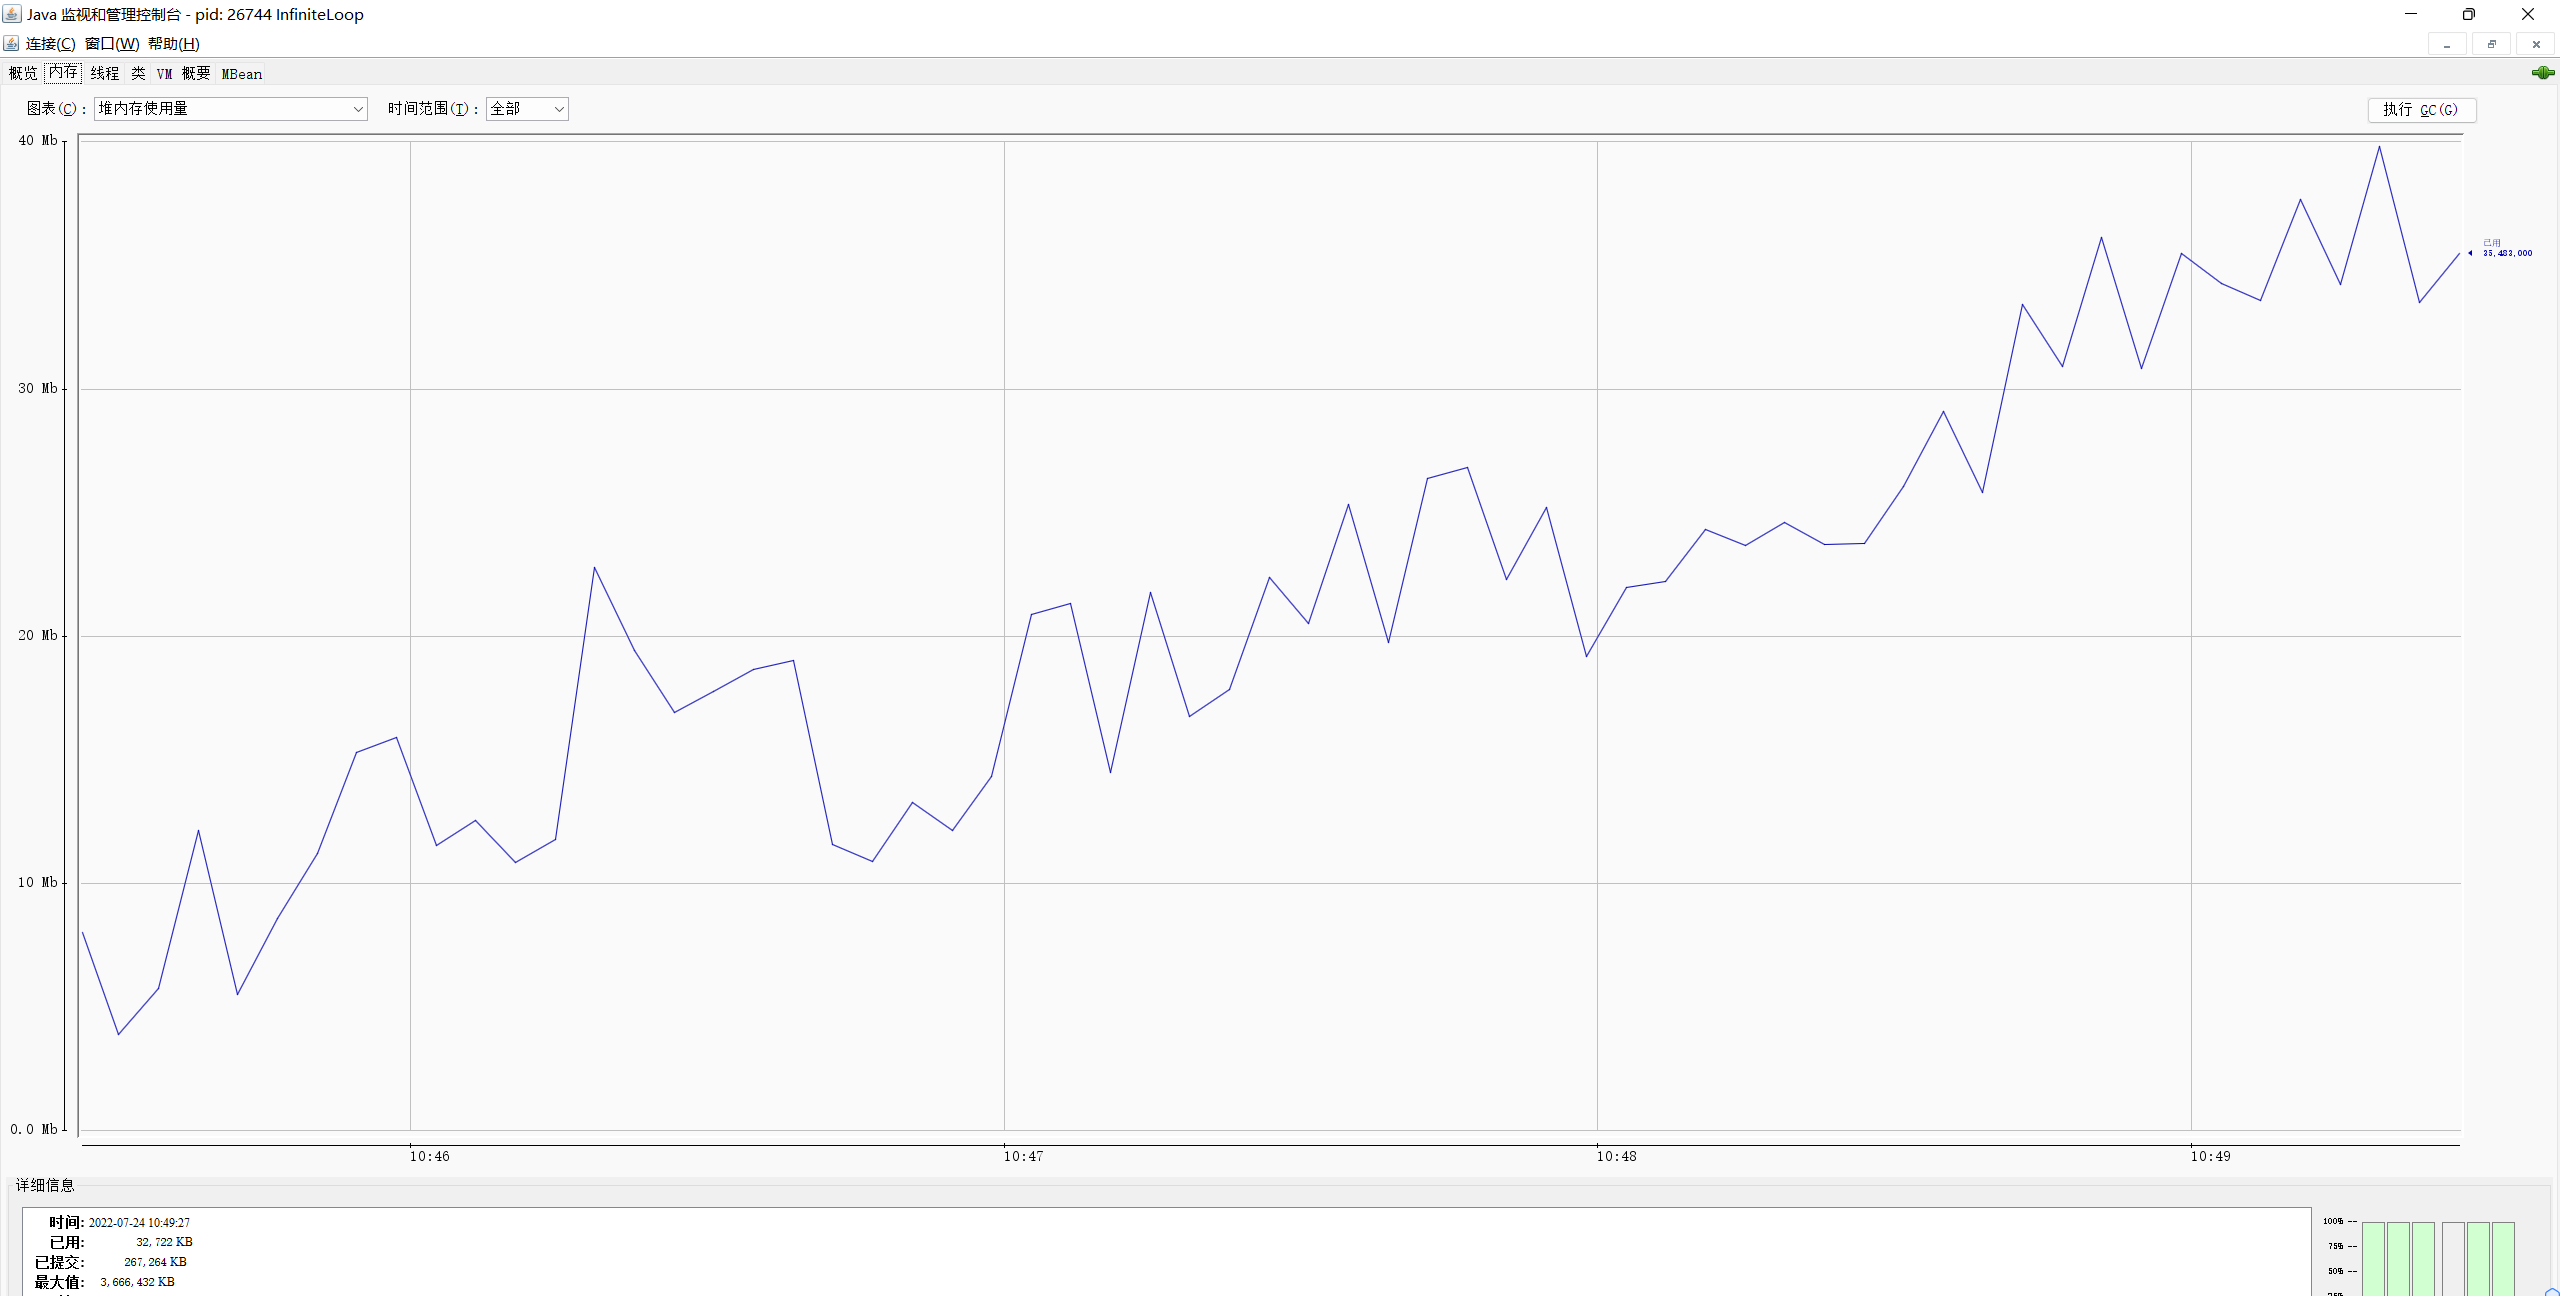 Java 监视和管理控制台 - pid: 26744 InfiniteLoop
连接(C) 窗口(W) 帮助(H)
概览 内存 线程 类 VM 概要 MBean
图表(C): 堆内存使用量 时间范围(T): 全部 执行 GC(G)
40 Mb
已用
35,483,000
30 Mb
20 Mb
10 Mb
0.0 Mb
10:46 10:47 10:48 10:49
详细信息
时间: 2022-07-24 10:49:27
已用: 32,722 KB
已提交: 267,264 KB
最大值: 3,666,432 KB
100% --
75% --
50% --